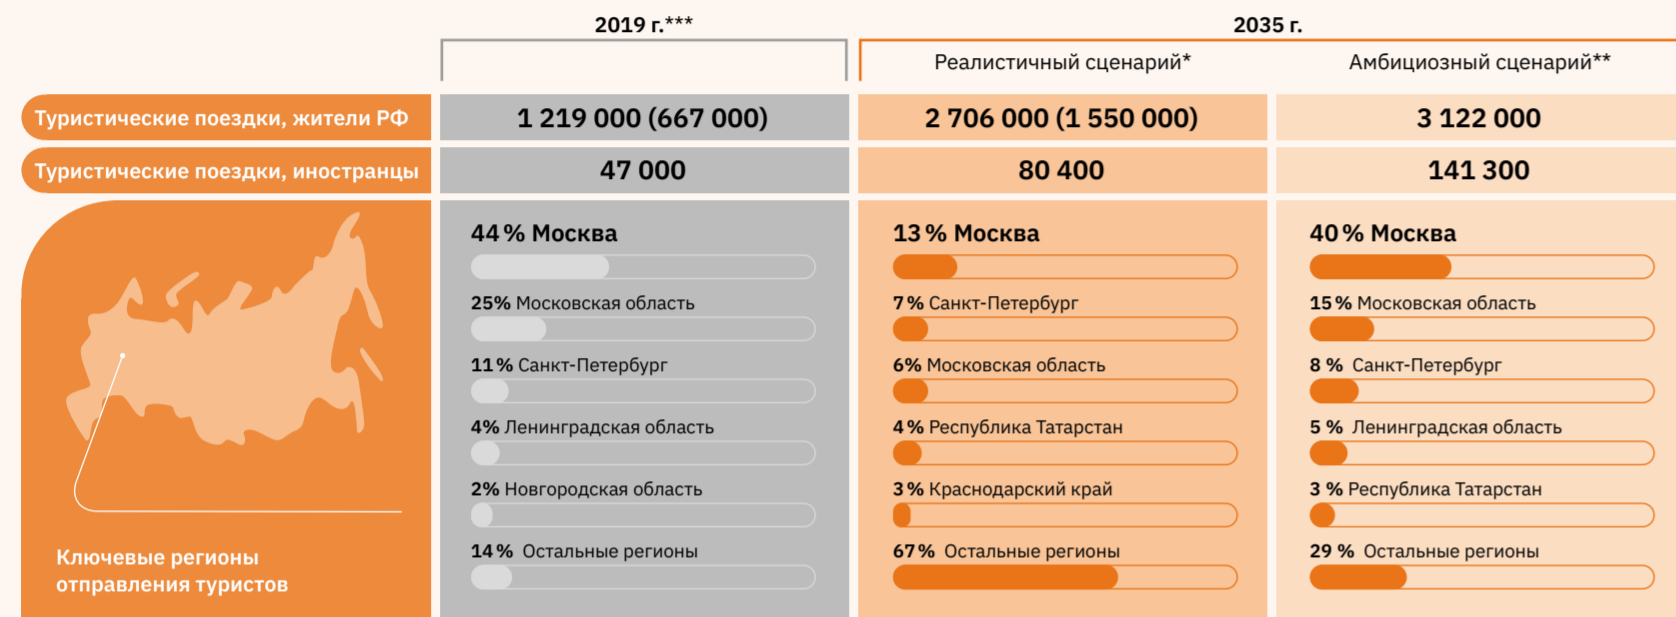 2019 г.***
2035 г.
Реалистичный сценарий*
Амбициозный сценарий**
Туристические поездки, жители РФ
1 219 000 (667 000)
2 706 000 (1 550 000)
3 122 000
Туристические поездки, иностранцы
47 000
80 400
141 300
Ключевые регионы
отправления туристов
44% Москва
25% Московская область
11% Санкт-Петербург
4% Ленинградская область
2% Новгородская область
14% Остальные регионы
13% Москва
7% Санкт-Петербург
6% Московская область
4% Республика Татарстан
3% Краснодарский край
67% Остальные регионы
40% Москва
15% Московская область
8% Санкт-Петербург
5% Ленинградская область
3% Республика Татарстан
29% Остальные регионы